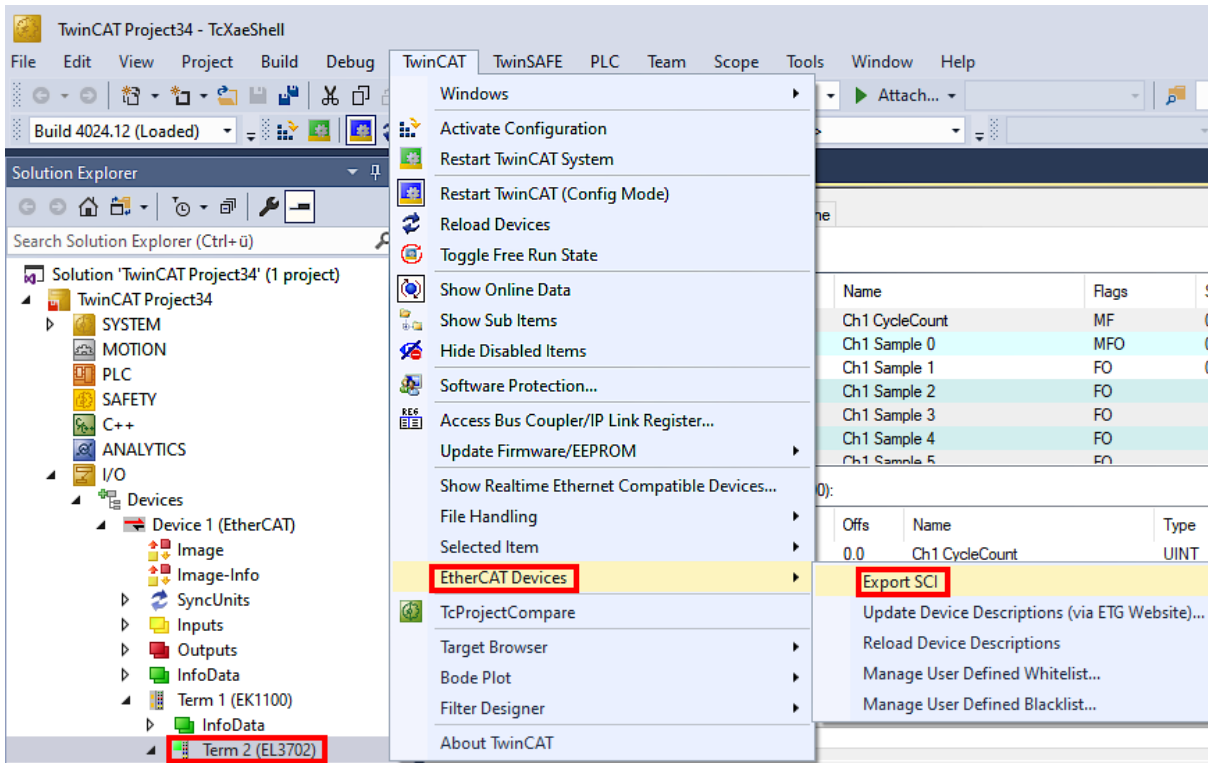 TwinCAT Project34 - TcXaeShell
File Edit View Project Build Debug TwinCAT TwinSAFE PLC Team Scope Tools Window Help
Attach...
Build 4024.12 (Loaded)
Solution Explorer
Search Solution Explorer (Ctrl+ü)
Solution 'TwinCAT Project34' (1 project)
TwinCAT Project34
SYSTEM
MOTION
PLC
SAFETY
C++
ANALYTICS
I/O
Devices
Device 1 (EtherCAT)
Image
Image-Info
SyncUnits
Inputs
Outputs
InfoData
Term 1 (EK1100)
InfoData
Term 2 (EL3702)
Windows
Activate Configuration
Restart TwinCAT System
Restart TwinCAT (Config Mode)
Reload Devices
Toggle Free Run State
Show Online Data
Show Sub Items
Hide Disabled Items
Software Protection...
REG
Access Bus Coupler/IP Link Register...
Update Firmware/EEPROM
Show Realtime Ethernet Compatible Devices...
File Handling
Selected Item
EtherCAT Devices
TcProjectCompare
Target Browser
Bode Plot
Filter Designer
About TwinCAT
Name Flags
Ch1 CycleCount MF
Ch1 Sample 0 MFO
Ch1 Sample 1 FO
Ch1 Sample 2 FO
Ch1 Sample 3 FO
Ch1 Sample 4 FO
Ch1 Sample 5 FO
Offs Name Type
0.0 Ch1 CycleCount UINT
Export SCI
Update Device Descriptions (via ETG Website)...
Reload Device Descriptions
Manage User Defined Whitelist...
Manage User Defined Blacklist...